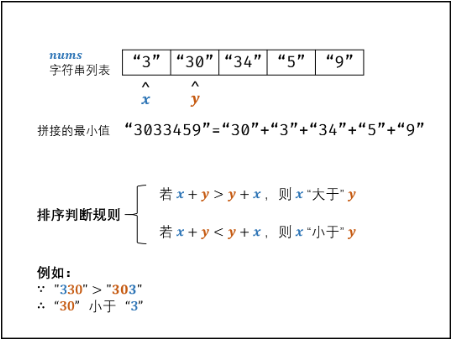 nums
字符串列表 “3” “30” “34” “5” “9”
^ ^
x y
拼接的最小值 “3033459”=“30”+“3”+“34”+“5”+“9”
若 x + y > y + x , 则 x “大于” y
排序判断规则
若 x + y < y + x , 则 x “小于” y
例如:
∵ "330" > "303"
∴ “30” 小于 “3”